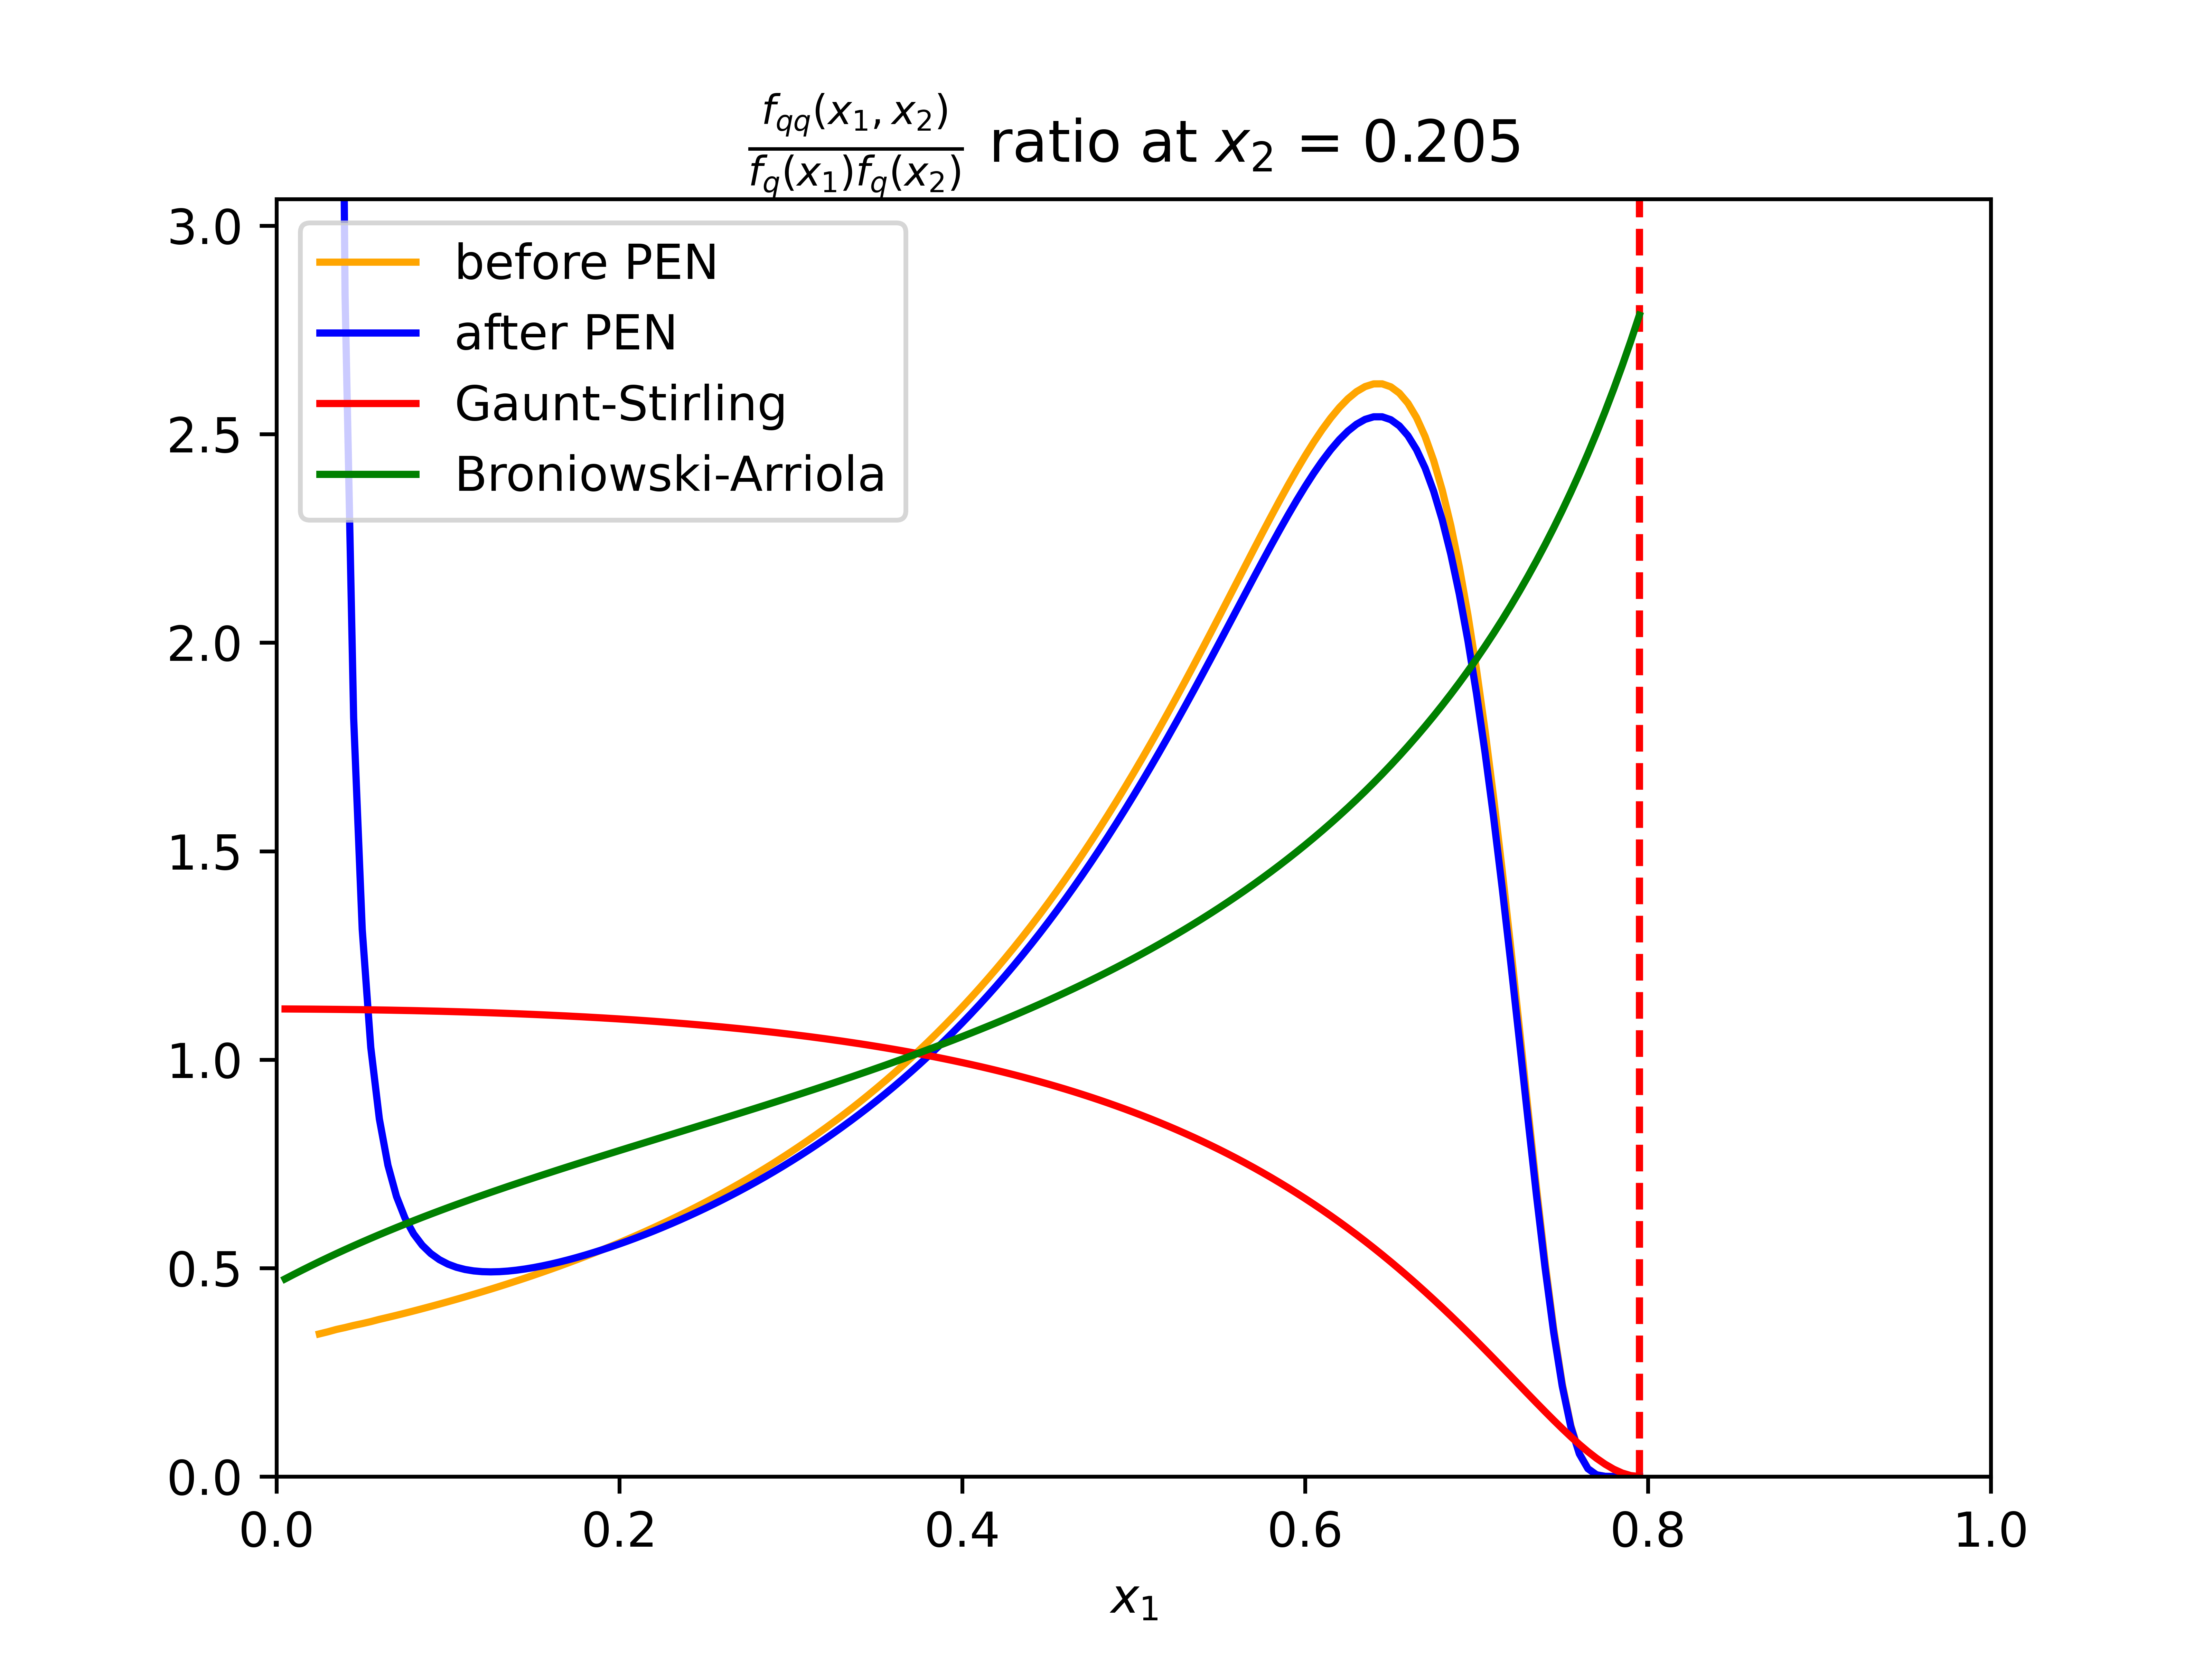 f_qq(x_1, x_2) / f_q(x_1)f_q(x_2) ratio at x_2 = 0.205
before PEN
after PEN
Gaunt-Stirling
Broniowski-Arriola
3.0
2.5
2.0
1.5
1.0
0.5
0.0
0.0 0.2 0.4 0.6 0.8 1.0
x_1